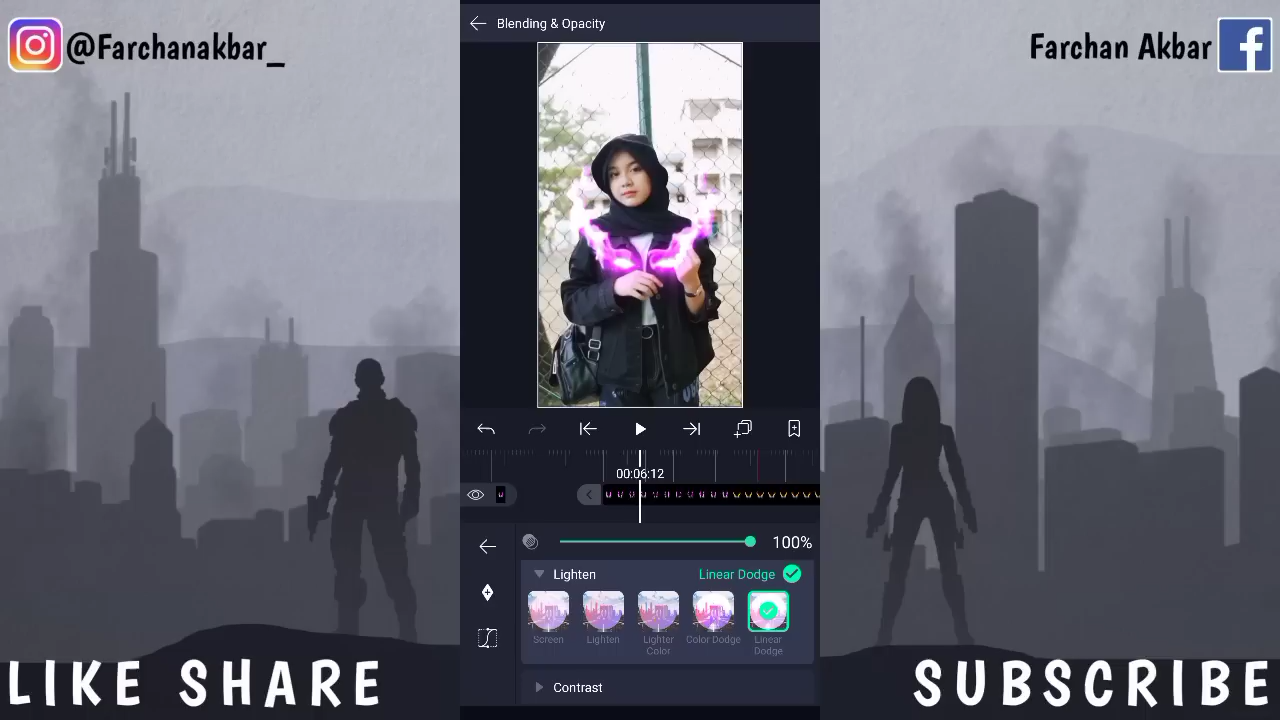 @Farchanakbar_
Blending & Opacity
Farchan Akbar
00:06:12
100%
Lighten
Linear Dodge
Screen
Lighten
Lighter
Color
Color Dodge
Linear
Dodge
Contrast
LIKE SHARE
SUBSCRIBE